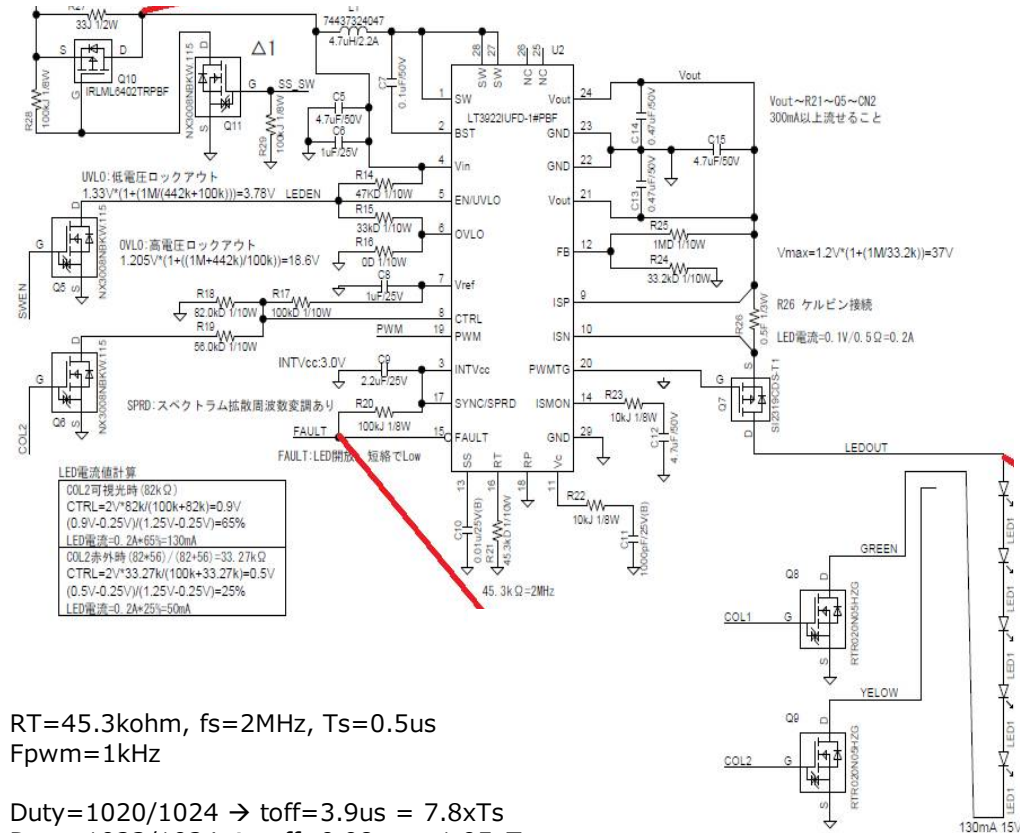 33J 1/2W
74437324047
4.7uH/2.2A
△1
S
D
Q10
IRLML6402TRPBF
G
R28
100kJ 1/8W
NX3008NBKW.115
D
G
SS_SW
S
Q11
R29
100kJ 1/8W
C5
4.7uF/50V
C6
1uF/25V
C7
0.1uF/50V
28
27
26
25
U2
SW
SW
NC
NC
LT3922IUFD-1#PBF
1
SW
2
BST
4
Vin
5
EN/UVLO
6
OVLO
7
Vref
8
CTRL
19
PWM
3
INTVcc
17
SYNC/SPRD
15
FAULT
Vout
24
GND
23
GND
22
Vout
21
FB
12
ISP
9
ISN
10
PWMTG
20
ISMON
14
GND
29
SS
RT
RP
Vc
13
16
18
11
UVLO:低電圧ロックアウト
1.33V*(1+(1M/(442k+100k)))=3.78V
LEDEN
R14
47KD 1/10W
R15
33kD 1/10W
R16
0D 1/10W
OVLO:高電圧ロックアウト
1.205V*(1+((1M+442k)/100k))=18.6V
C8
1uF/25V
D
G
S
Q5
NX3008NBKW.115
SWEN
R18
82.0kD 1/10W
R17
100kD 1/10W
R19
56.0kD 1/10W
PWM
INTVcc:3.0V
C9
2.2uF/25V
SPRD:スペクトラム拡散周波数変調あり
R20
100kJ 1/8W
FAULT
FAULT:LED開放、短絡でLow
D
G
S
Q6
NX3008NBKW.115
COL2
C10
0.01u/25V(B)
R21
45.3kD 1/10W
45.3kΩ=2MHz
R22
10kJ 1/8W
C11
1000pF/25V(B)
R23
10kJ 1/8W
C12
4.7uF/50V
Vout
C14
0.47uF/50V
C15
4.7uF/50V
C13
0.47uF/50V
Vout~R21~Q5~CN2
300mA以上流せること
R25
1MD 1/10W
R24
33.2kD 1/10W
Vmax=1.2V*(1+(1M/33.2k))=37V
R26
0.5F 1/3W
R26 ケルビン接続
LED電流=0.1V/0.5Ω=0.2A
S
G
Q7
D
SI2319CDS-T1
LEDOUT
LED1
LED1
LED1
LED1
LED1
LED1
GREEN
Q8
D
COL1
G
S
RTR020N05HZG
YELOW
Q9
D
COL2
G
S
RTR020N05HZG
130mA 15V
LED電流値計算
COL2可視光時(82kΩ)
CTRL=2V*82k/(100k+82k)=0.9V
(0.9V-0.25V)/(1.25V-0.25V)=65%
LED電流=0.2A*65%=130mA
COL2赤外時(82*56)/(82+56)=33.27kΩ
CTRL=2V*33.27k/(100k+33.27k)=0.5V
(0.5V-0.25V)/(1.25V-0.25V)=25%
LED電流=0.2A*25%=50mA
RT=45.3kohm, fs=2MHz, Ts=0.5us
Fpwm=1kHz
Duty=1020/1024 → toff=3.9us = 7.8xTs